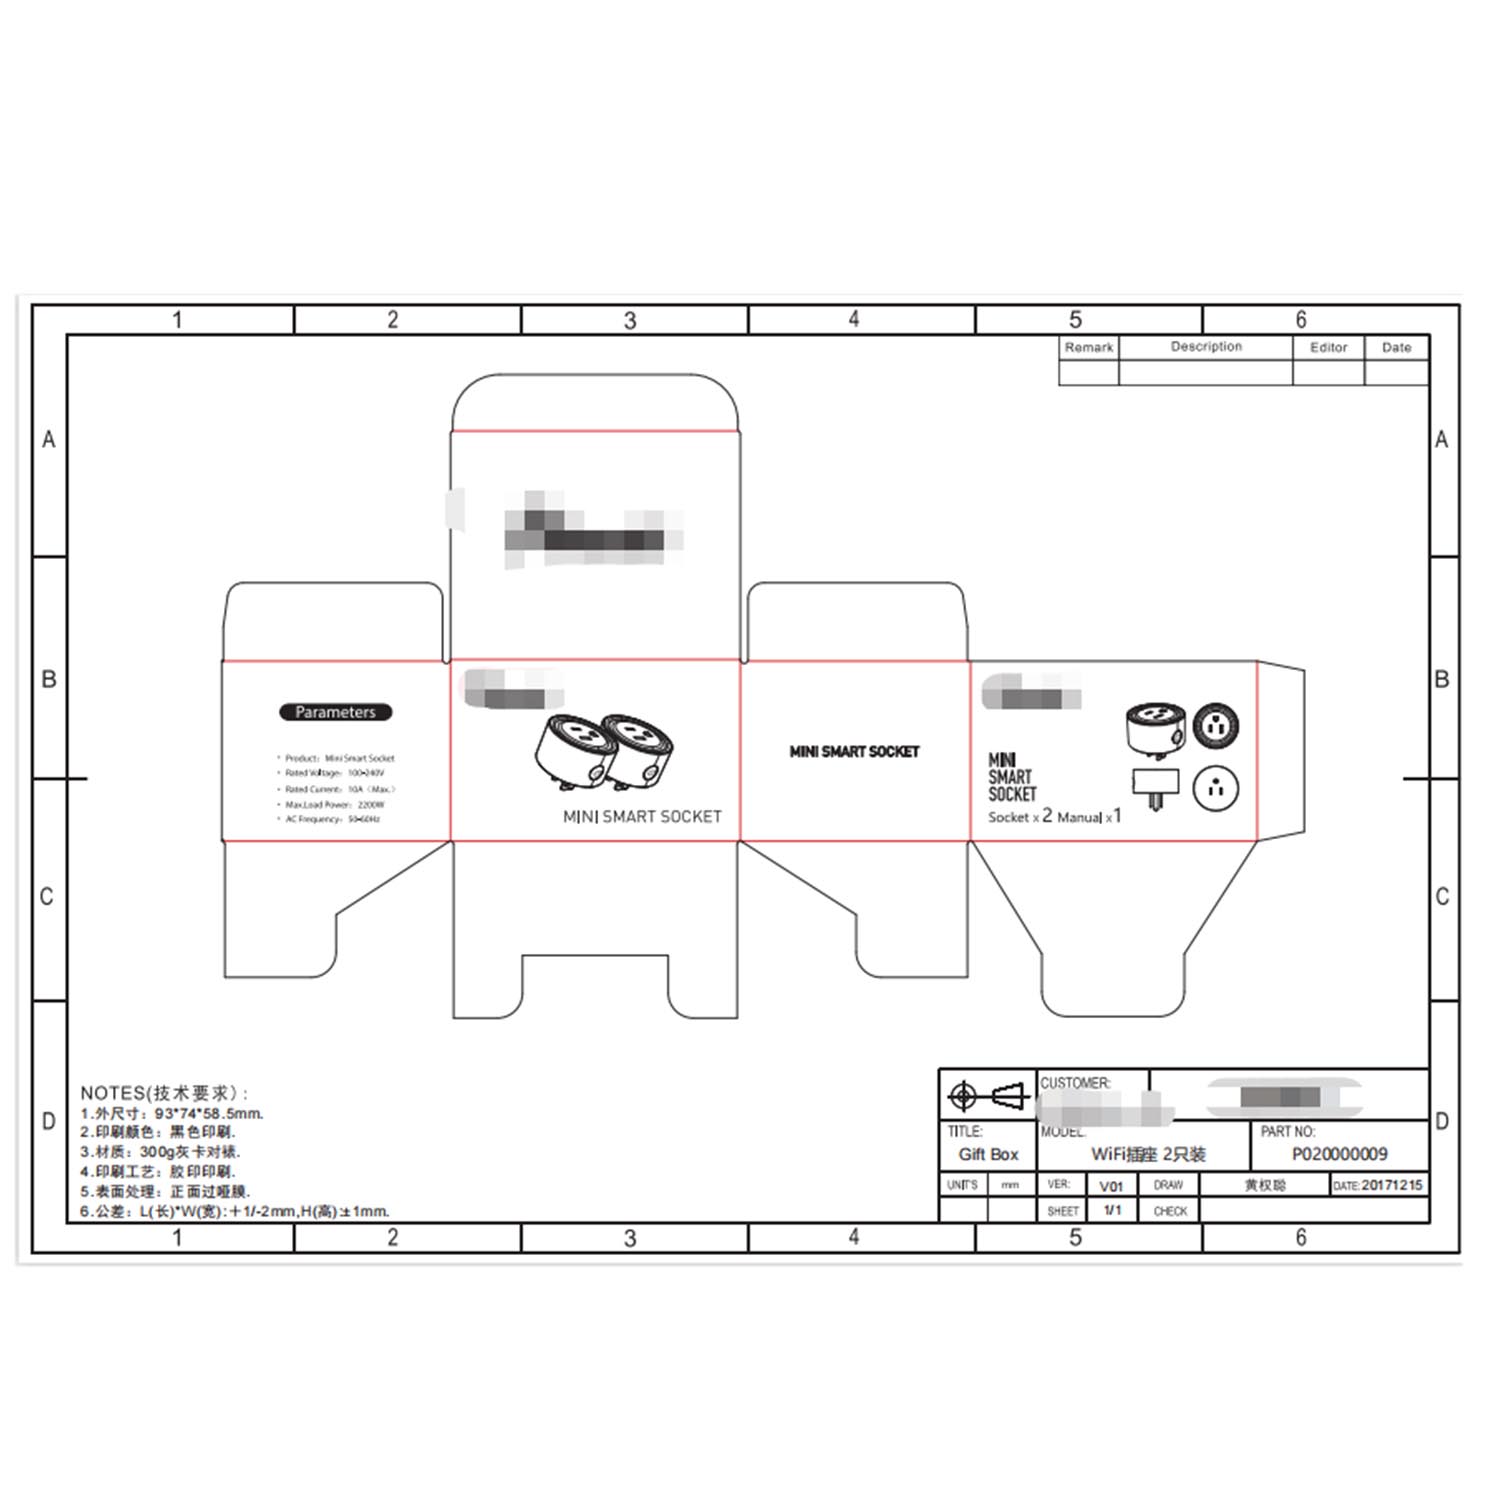 1 2 3 4 5 6
Remark Description Editor Date
A A
Parameters
• Product: Mini Smart Socket
• Rated Voltage: 100-240V
• Rated Current: 10A（Max.）
• Max.Load Power: 2200W
• AC Frequency: 50-60Hz
MINI SMART SOCKET
MINI SMART SOCKET
MINI
SMART
SOCKET
Socket x 2 Manual x1
B B
C C
NOTES(技术要求):
1.外尺寸: 93*74*58.5mm.
2.印刷颜色: 黑色印刷.
3.材质: 300g灰卡对裱.
4.印刷工艺: 胶印印刷.
5.表面处理: 正面过哑膜.
6.公差: L(长)*W(宽):+1/-2mm,H(高):±1mm.
D D
CUSTOMER:
TITLE: MODEL: PART NO:
Gift Box WiFi插座 2只装 P020000009
UNITS mm VER: V01 DRAW 黄权聪 DATE: 20171215
SHEET 1/1 CHECK
1 2 3 4 5 6